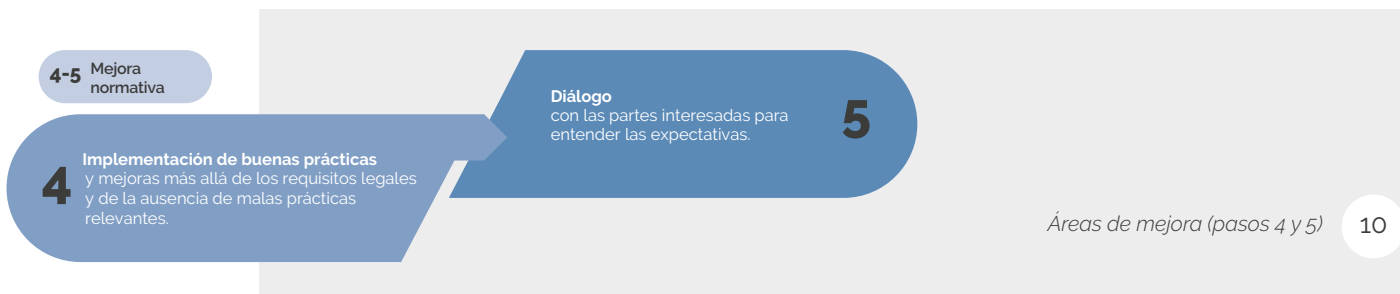 4-5 Mejora
normativa
4 Implementación de buenas prácticas
y mejoras más allá de los requisitos legales
y de la ausencia de malas prácticas
relevantes.
Diálogo
con las partes interesadas para
entender las expectativas.
5
Áreas de mejora (pasos 4 y 5)
10